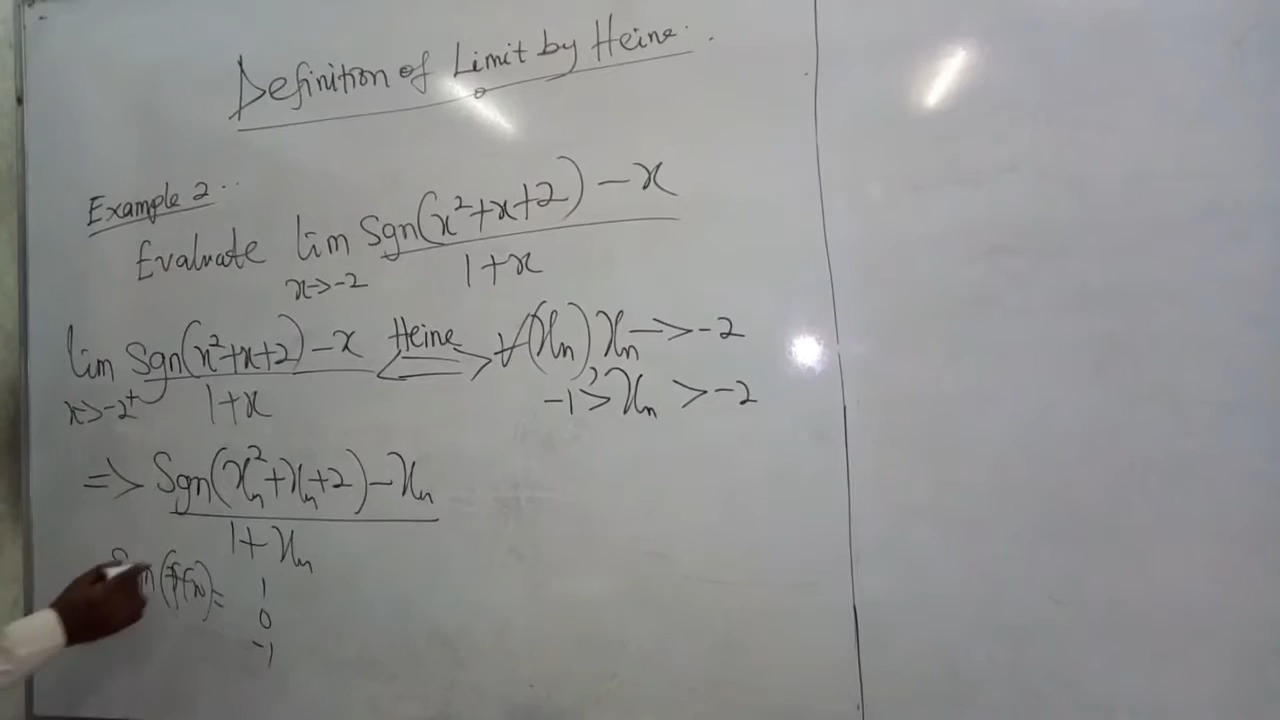 Definition of Limit by Heine.
Example 2..
Evaluate lim Sgn(x²+x+2)-x
x->-2 1+x
lim Sgn(x²+x+2)-x <=Heine=> ∀(xₙ) xₙ->-2
x->-2⁺ 1+x , -1>xₙ>-2
=> Sgn(xₙ²+xₙ+2)-xₙ
1+xₙ
1
0
-1